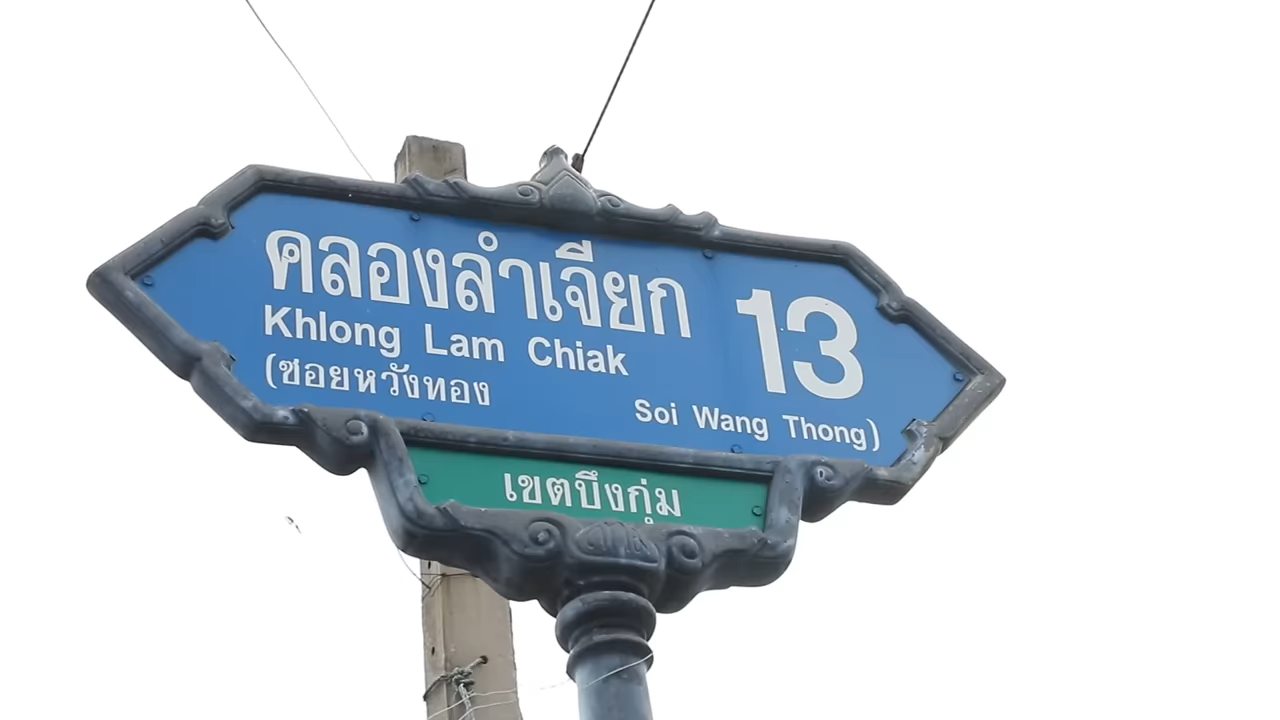 คลองลำเจียก 13
Khlong Lam Chiak
(ซอยหวังทอง Soi Wang Thong)
เขตบึงกุ่ม